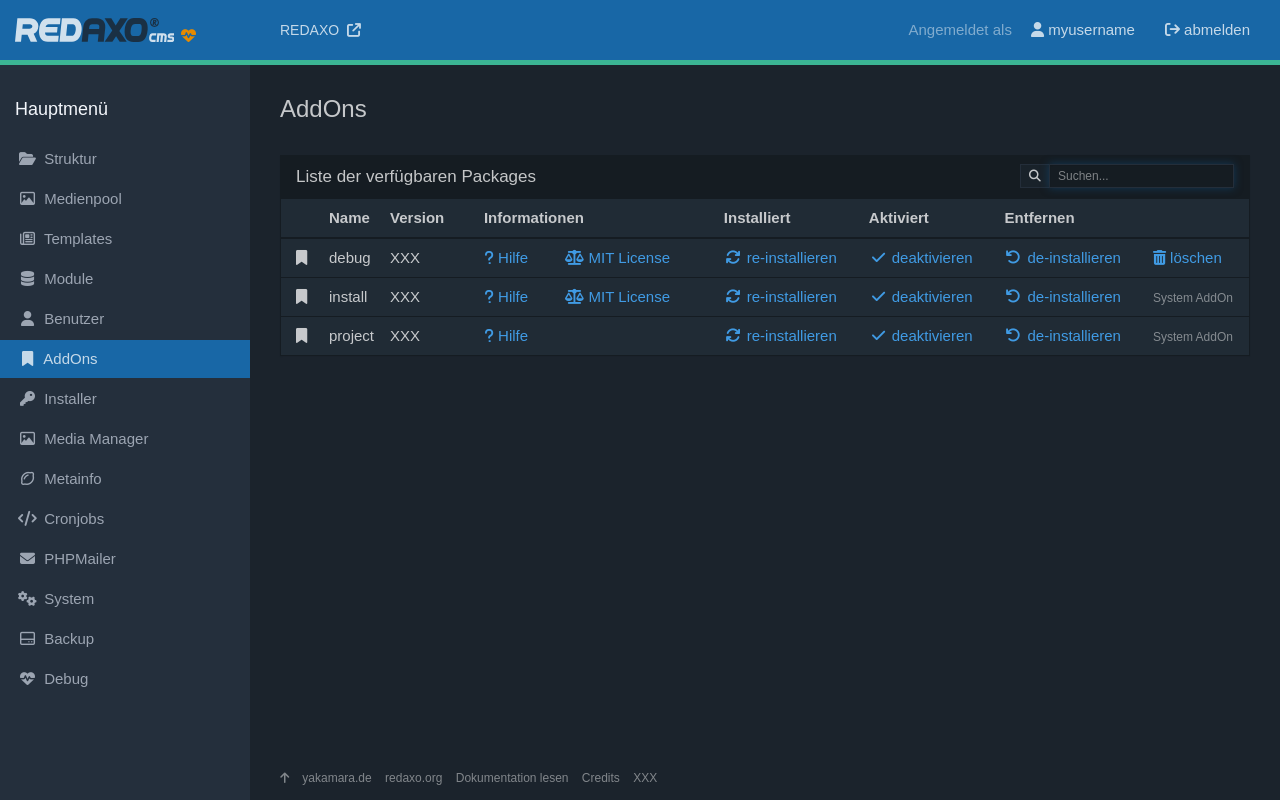 REDAXO® cms
REDAXO
Angemeldet als myusername abmelden
Hauptmenü
Struktur
Medienpool
Templates
Module
Benutzer
AddOns
Installer
Media Manager
Metainfo
Cronjobs
PHPMailer
System
Backup
Debug
AddOns
Liste der verfügbaren Packages
Suchen...
Name Version Informationen Installiert Aktiviert Entfernen
debug XXX Hilfe MIT License re-installieren deaktivieren de-installieren löschen
install XXX Hilfe MIT License re-installieren deaktivieren de-installieren System AddOn
project XXX Hilfe re-installieren deaktivieren de-installieren System AddOn
yakamara.de redaxo.org Dokumentation lesen Credits XXX